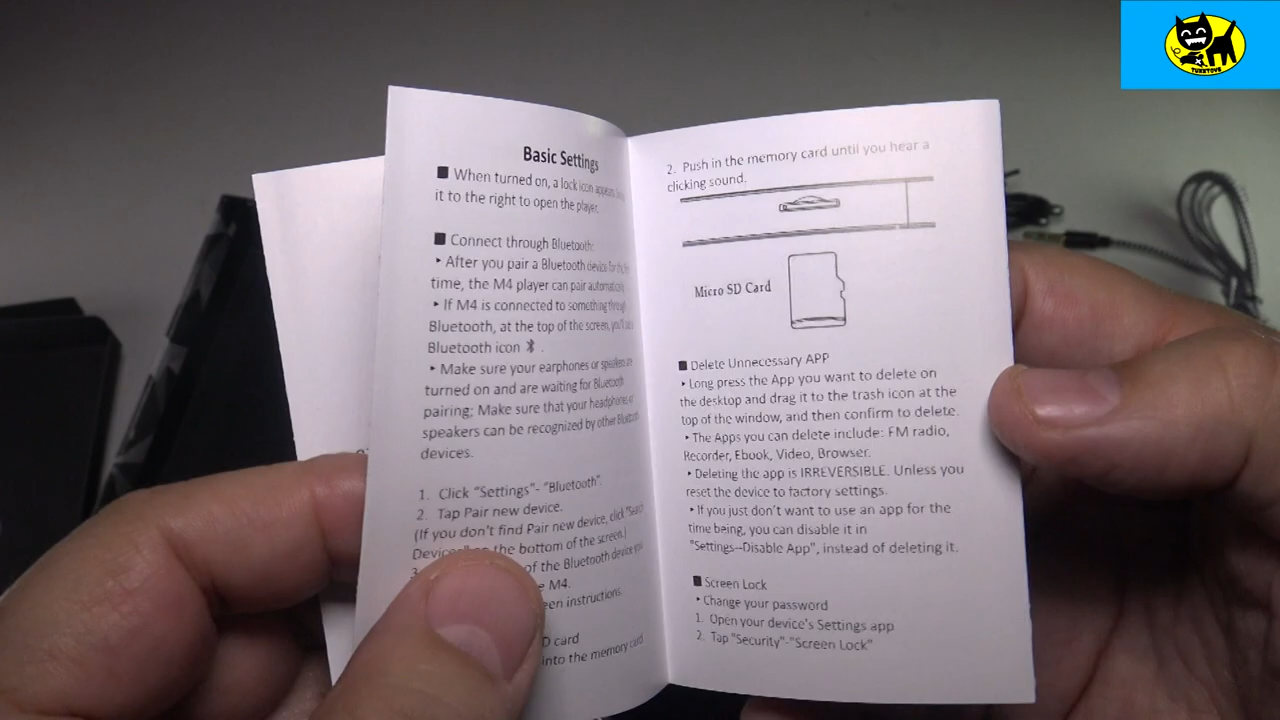 Basic Settings
■ When turned on, a lock icon appears
it to the right to open the player.
■ Connect through Bluetooth:
‣ After you pair a Bluetooth device for the
time, the M4 player can pair automatically
‣ If M4 is connected to something through
Bluetooth, at the top of the screen, you'll
Bluetooth icon
‣ Make sure your earphones or speakers are
turned on and are waiting for Bluetooth
pairing; Make sure that your headphones or
speakers can be recognized by other Bluetooth
devices.
1. Click "Settings"- "Bluetooth".
2. Tap Pair new device.
(If you don't find Pair new device, click "Search
Devices" on the bottom of the screen.)
3. of the Bluetooth device you
M4.
instructions.
card
into the memory card
2. Push in the memory card until you hear a
clicking sound.
Micro SD Card
■ Delete Unnecessary APP
‣ Long press the App you want to delete on
the desktop and drag it to the trash icon at the
top of the window, and then confirm to delete.
‣ The Apps you can delete include: FM radio,
Recorder, Ebook, Video, Browser.
‣ Deleting the app is IRREVERSIBLE. Unless you
reset the device to factory settings.
‣ If you just don't want to use an app for the
time being, you can disable it in
"Settings--Disable App", instead of deleting it.
■ Screen Lock
‣ Change your password
1. Open your device's Settings app
2. Tap "Security"-"Screen Lock"
TUXETOYS